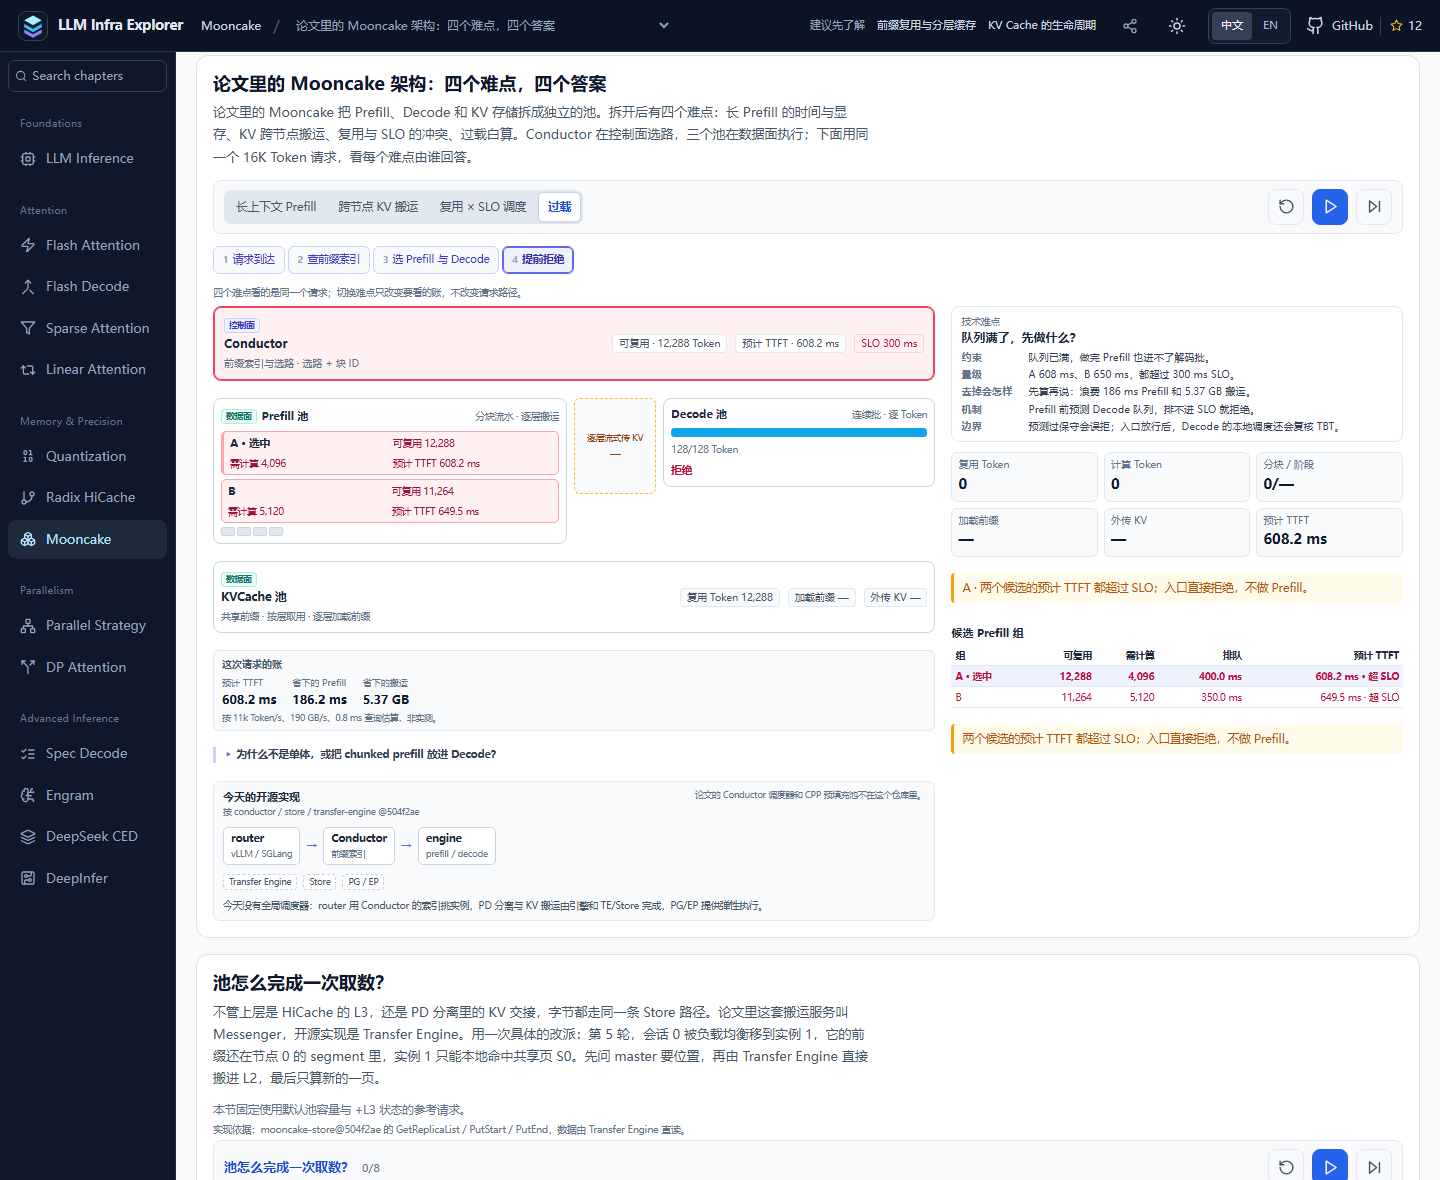 LLM Infra Explorer
Mooncake / 论文里的 Mooncake 架构：四个难点，四个答案
建议先了解 前缀复用与分层缓存 KV Cache 的生命周期
中文 EN
GitHub 12
Search chapters
Foundations
LLM Inference
Attention
Flash Attention
Flash Decode
Sparse Attention
Linear Attention
Memory & Precision
Quantization
Radix HiCache
Mooncake
Parallelism
Parallel Strategy
DP Attention
Advanced Inference
Spec Decode
Engram
DeepSeek CED
DeepInfer
论文里的 Mooncake 架构：四个难点，四个答案
论文里的 Mooncake 把 Prefill、Decode 和 KV 存储拆成独立的池。拆开后有四个难点：长 Prefill 的时间与显
存、KV 跨节点搬运、复用与 SLO 的冲突、过载白算。Conductor 在控制面选路，三个池在数据面执行；下面用同
一个 16K Token 请求，看每个难点由谁回答。
长上下文 Prefill 跨节点 KV 搬运 复用 × SLO 调度 过载
1 请求到达 2 查前缀索引 3 选 Prefill 与 Decode 4 提前拒绝
四个难点看的是同一个请求；切换难点只改变要看的账，不改变请求路径。
控制面
Conductor
前缀索引与选路 · 选路 + 块 ID
可复用 · 12,288 Token 预计 TTFT · 608.2 ms SLO 300 ms
数据面 Prefill 池 分块流水 · 逐层搬运
A • 选中 可复用 12,288
需计算 4,096 预计 TTFT 608.2 ms
B 可复用 11,264
需计算 5,120 预计 TTFT 649.5 ms
逐层流式传 KV
—
Decode 池 连续批 · 逐 Token
128/128 Token
拒绝
数据面
KVCache 池
共享前缀 · 按层取用 · 逐层加载前缀
复用 Token 12,288 加载前缀 — 外传 KV —
这次请求的账
预计 TTFT 省下的 Prefill 省下的搬运
608.2 ms 186.2 ms 5.37 GB
按 11k Token/s、190 GB/s、0.8 ms 查询估算，非实测。
为什么不是单体，或把 chunked prefill 放进 Decode?
今天的开源实现 论文的 Conductor 调度器和 CPP 预填充池不在这个仓库里。
按 conductor / store / transfer-engine @504f2ae
router → Conductor → engine
vLLM / SGLang 前缀索引 prefill / decode
Transfer Engine Store PG / EP
今天没有全局调度器：router 用 Conductor 的索引挑实例，PD 分离与 KV 搬运由引擎和 TE/Store 完成，PG/EP 提供弹性执行。
技术难点
队列满了，先做什么？
约束 队列已满，做完 Prefill 也进不了解码批。
量级 A 608 ms、B 650 ms，都超过 300 ms SLO。
去掉会怎样 先算再说：浪费 186 ms Prefill 和 5.37 GB 搬运。
机制 Prefill 前预测 Decode 队列，排不进 SLO 就拒绝。
边界 预测过保守会误拒；入口放行后，Decode 的本地调度还会复核 TBT。
复用 Token 计算 Token 分块 / 阶段
0 0 0/—
加载前缀 外传 KV 预计 TTFT
— — 608.2 ms
A · 两个候选的预计 TTFT 都超过 SLO；入口直接拒绝，不做 Prefill。
候选 Prefill 组
组 可复用 需计算 排队 预计 TTFT
A • 选中 12,288 4,096 400.0 ms 608.2 ms • 超 SLO
B 11,264 5,120 350.0 ms 649.5 ms · 超 SLO
两个候选的预计 TTFT 都超过 SLO；入口直接拒绝，不做 Prefill。
池怎么完成一次取数？
不管上层是 HiCache 的 L3，还是 PD 分离里的 KV 交接，字节都走同一条 Store 路径。论文里这套搬运服务叫
Messenger，开源实现是 Transfer Engine。用一次具体的改派：第 5 轮，会话 0 被负载均衡移到实例 1，它的前
缀还在节点 0 的 segment 里，实例 1 只能本地命中共享页 S0。先问 master 要位置，再由 Transfer Engine 直接
搬进 L2，最后只算新的一页。
本节固定使用默认池容量与 +L3 状态的参考请求。
实现依据：mooncake-store@504f2ae 的 GetReplicaList / PutStart / PutEnd，数据由 Transfer Engine 直读。
池怎么完成一次取数？ 0/8